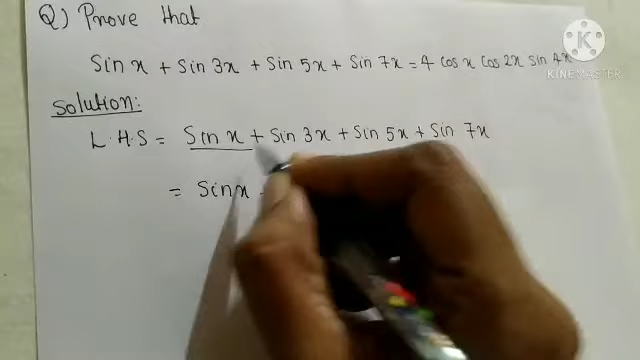 Q) Prove that
Sin x + Sin 3x + Sin 5x + Sin 7x = 4 Cos x Cos 2x Sin 4x
Solution:
L.H.S = Sin x + Sin 3x + Sin 5x + Sin 7x
= Sin x
KINEMASTER